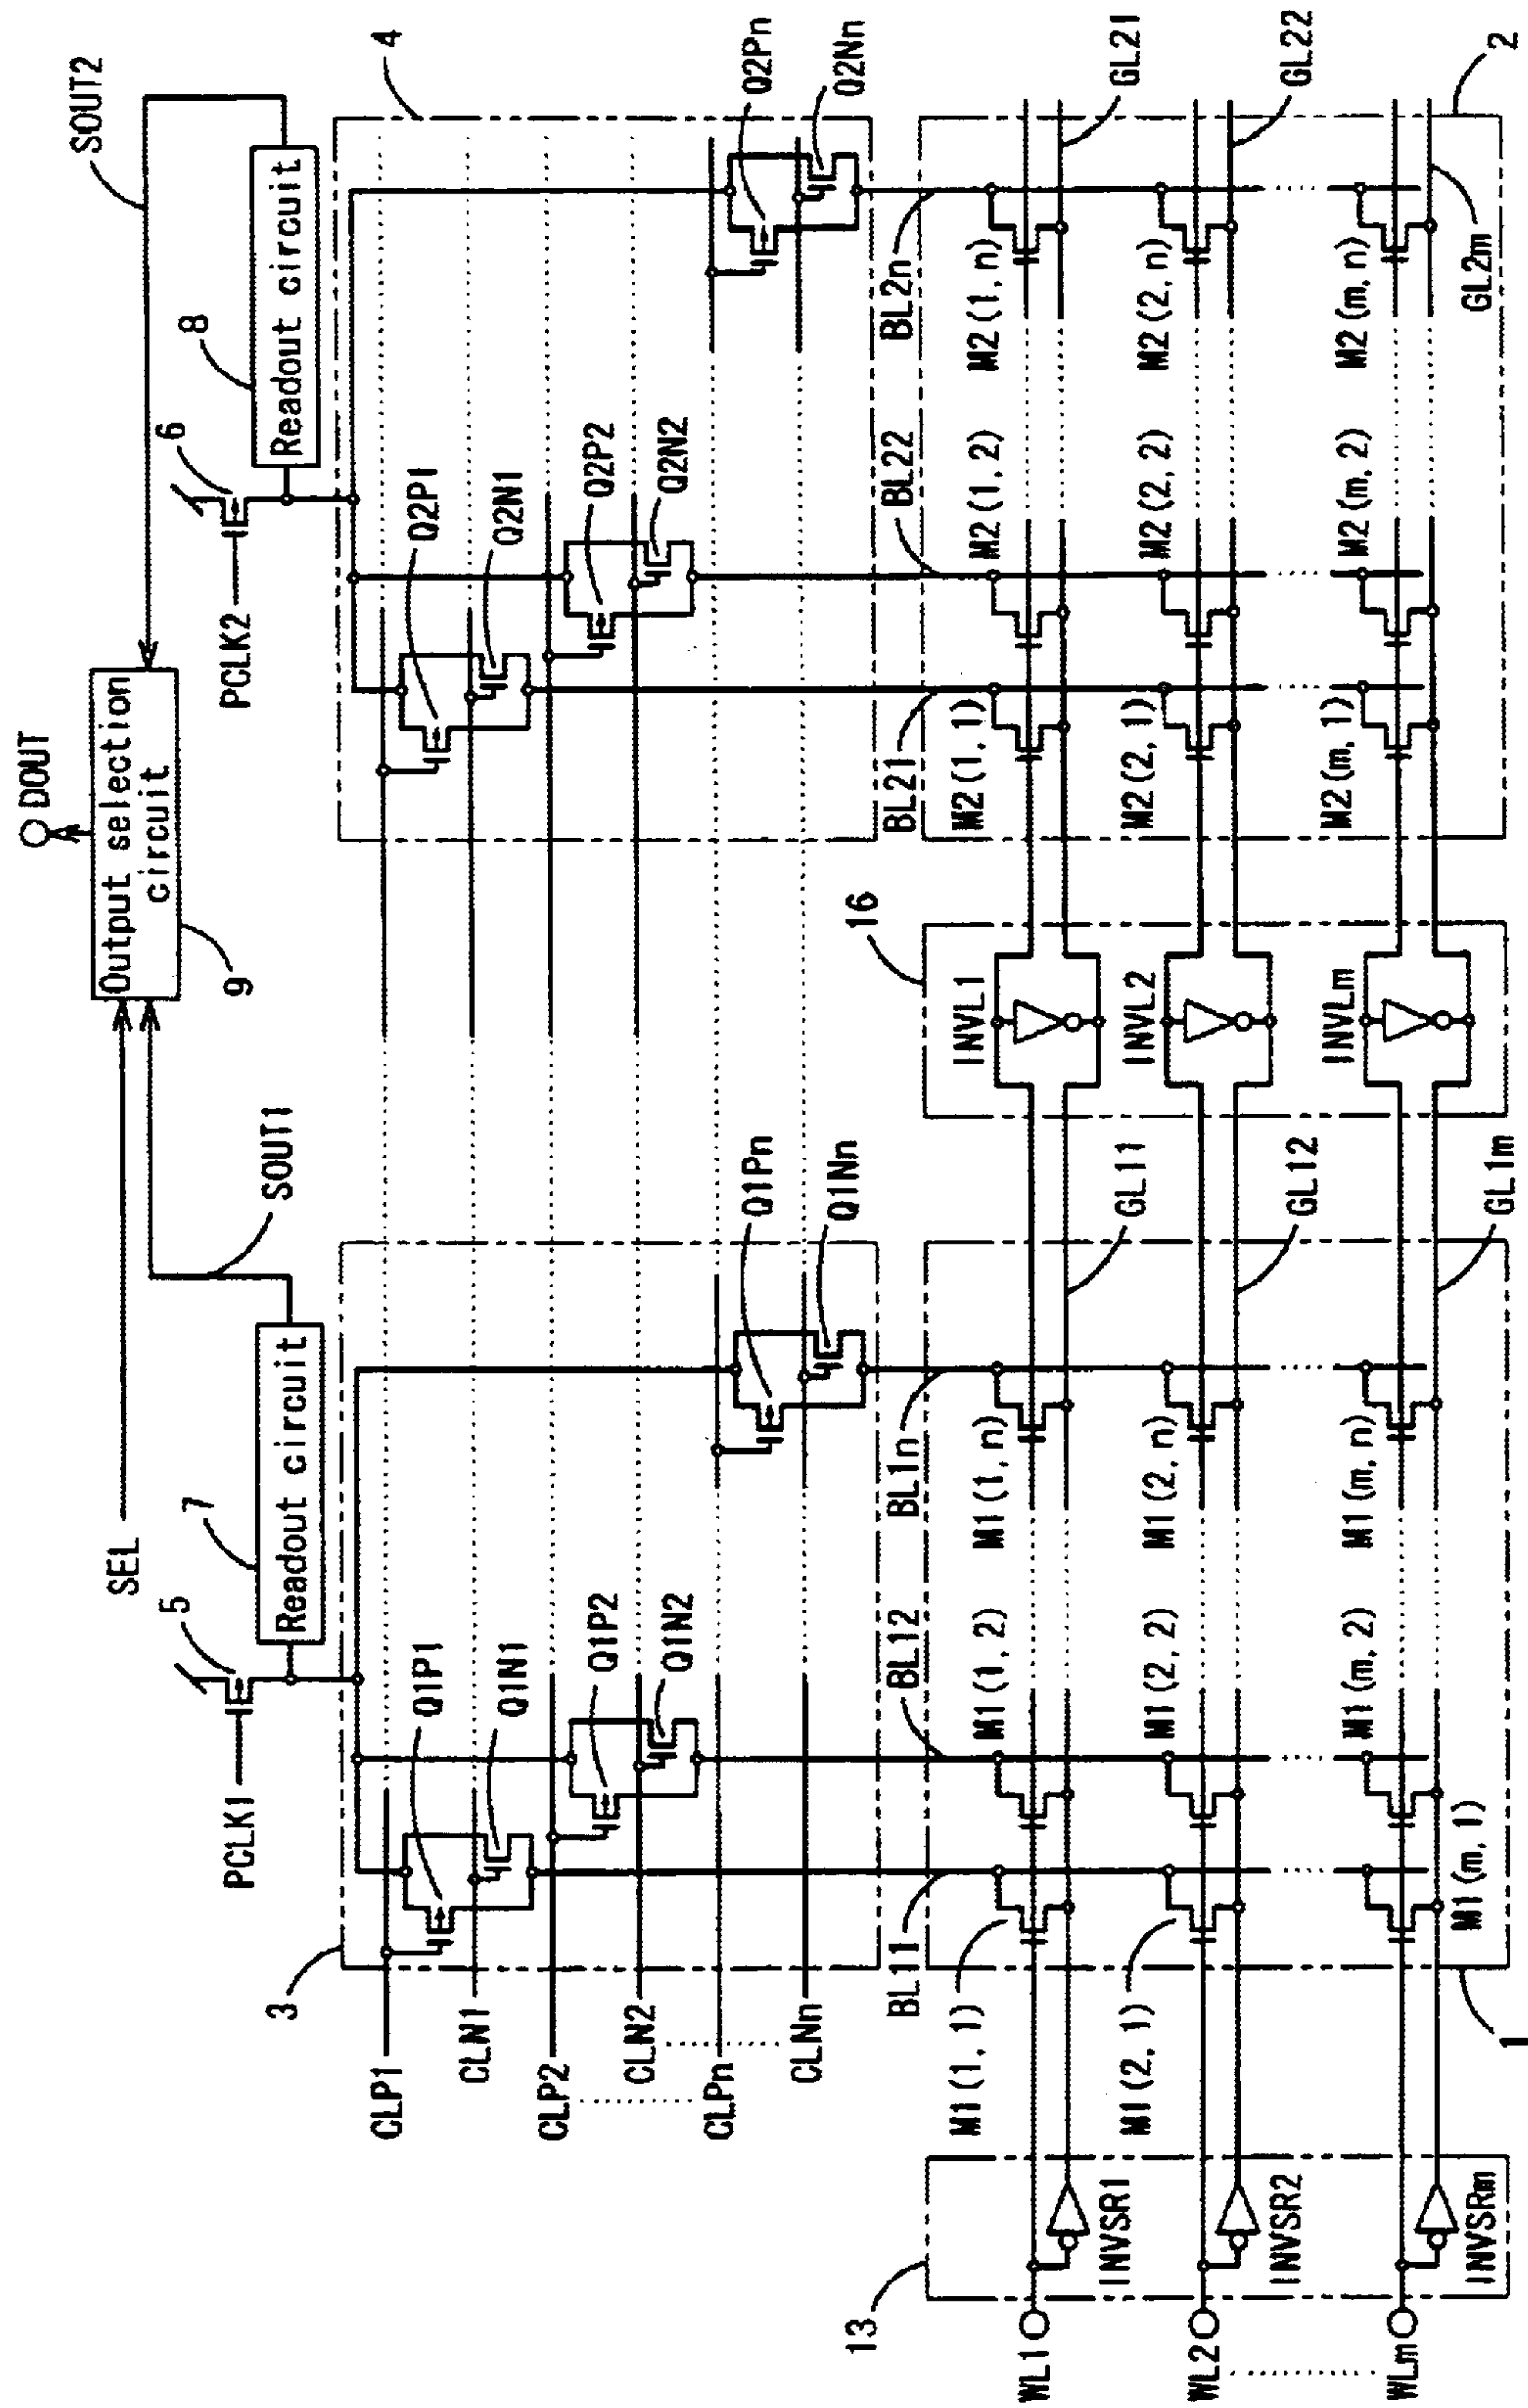 DOUT
Output selection circuit
9
SEL
SOUT1
SOUT2
PCLK1
5
7
Readout circuit
PCLK2
6
8
Readout circuit
3
4
CLP1
CLN1
CLP2
CLN2
CLPn
CLNn
Q1P1
Q1N1
Q1P2
Q1N2
Q1Pn
Q1Nn
Q2P1
Q2N1
Q2P2
Q2N2
Q2Pn
Q2Nn
BL11
BL12
BL1n
BL21
BL22
BL2n
13
16
M1(1, 1)
M1(1, 2)
M1(1, n)
INVL1
M2(1, 1)
M2(1, 2)
M2(1, n)
WL1
INVSR1
GL11
GL21
M1(2, 1)
M1(2, 2)
M1(2, n)
INVL2
M2(2, 1)
M2(2, 2)
M2(2, n)
WL2
INVSR2
GL12
GL22
M1(m, 2)
M1(m, n)
INVLm
M2(m, 1)
M2(m, 2)
M2(m, n)
WLm
INVSRm
M1(m, 1)
GL1m
GL2m
1
2